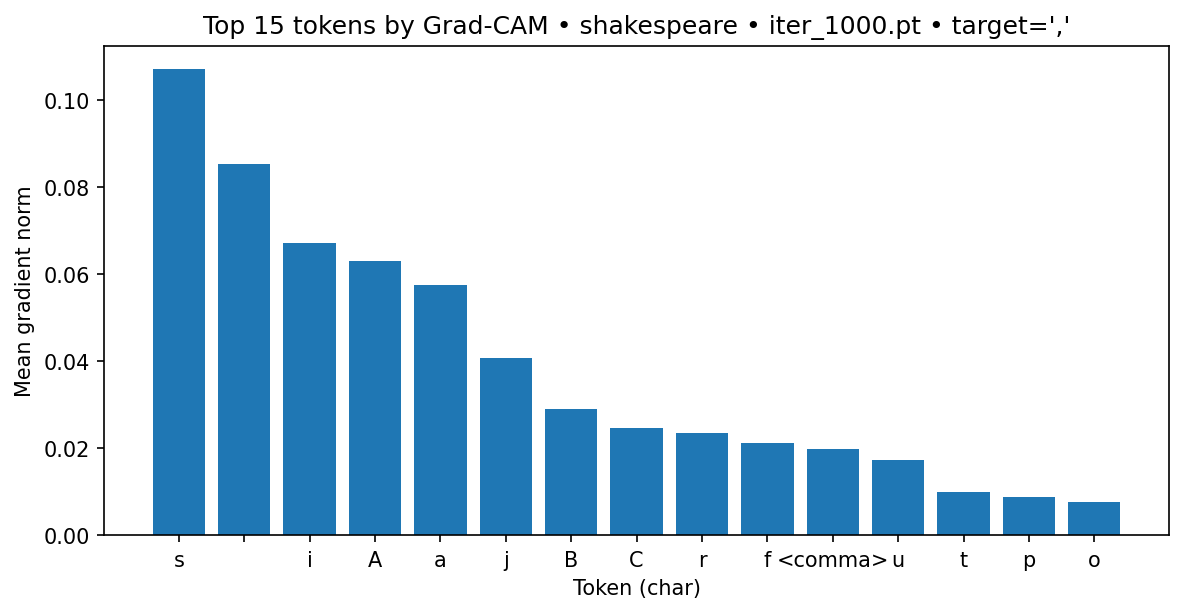 Top 15 tokens by Grad-CAM • shakespeare • iter_1000.pt • target=','
Mean gradient norm
0.10
0.08
0.06
0.04
0.02
0.00
s i A a j B C r f <comma> u t p o
Token (char)